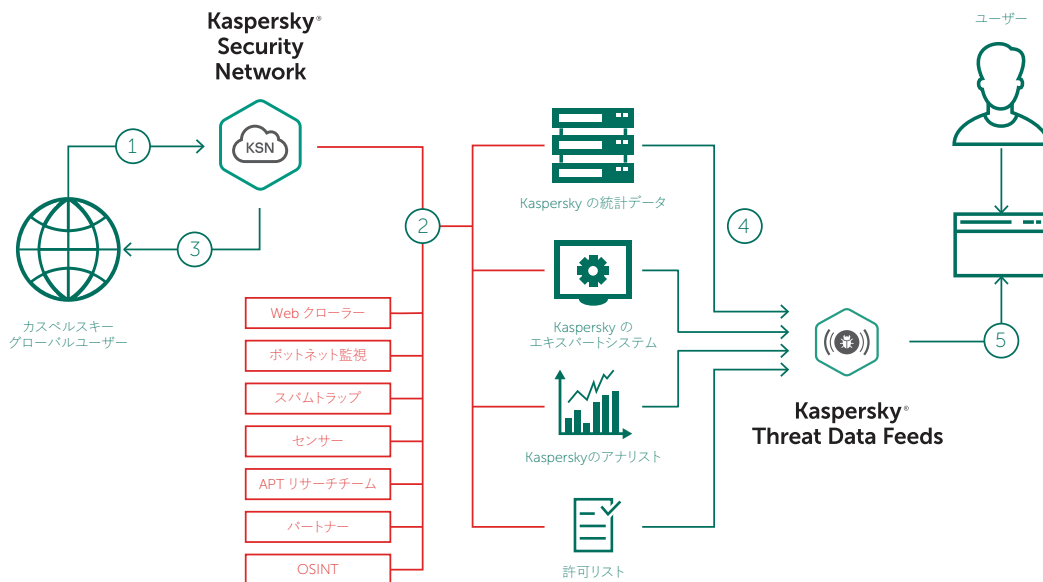 Kaspersky®
Security
Network
KSN
1
3
カスペルスキー
グローバルユーザー
2
Web クローラー
ボットネット監視
スパムトラップ
センサー
APT リサーチチーム
パートナー
OSINT
Kaspersky の統計データ
Kaspersky の
エキスパートシステム
Kasperskyのアナリスト
許可リスト
4
Kaspersky®
Threat Data Feeds
ユーザー
5